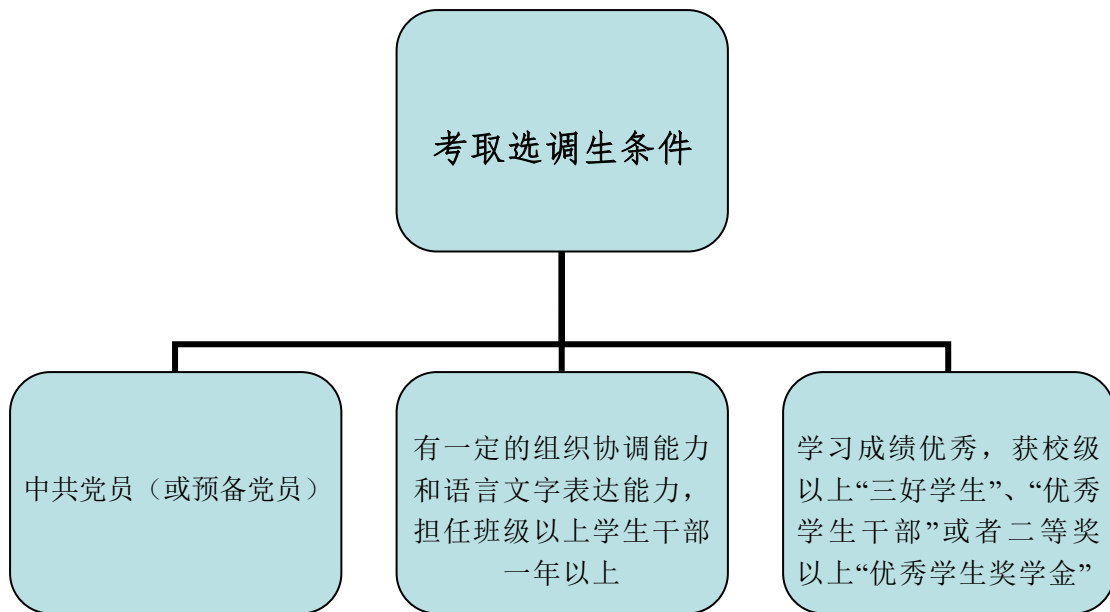 考取选调生条件
中共党员（或预备党员）
有一定的组织协调能力
和语言文字表达能力，
担任班级以上学生干部
一年以上
学习成绩优秀，获校级
以上“三好学生”、“优秀
学生干部”或者二等奖
以上“优秀学生奖学金”